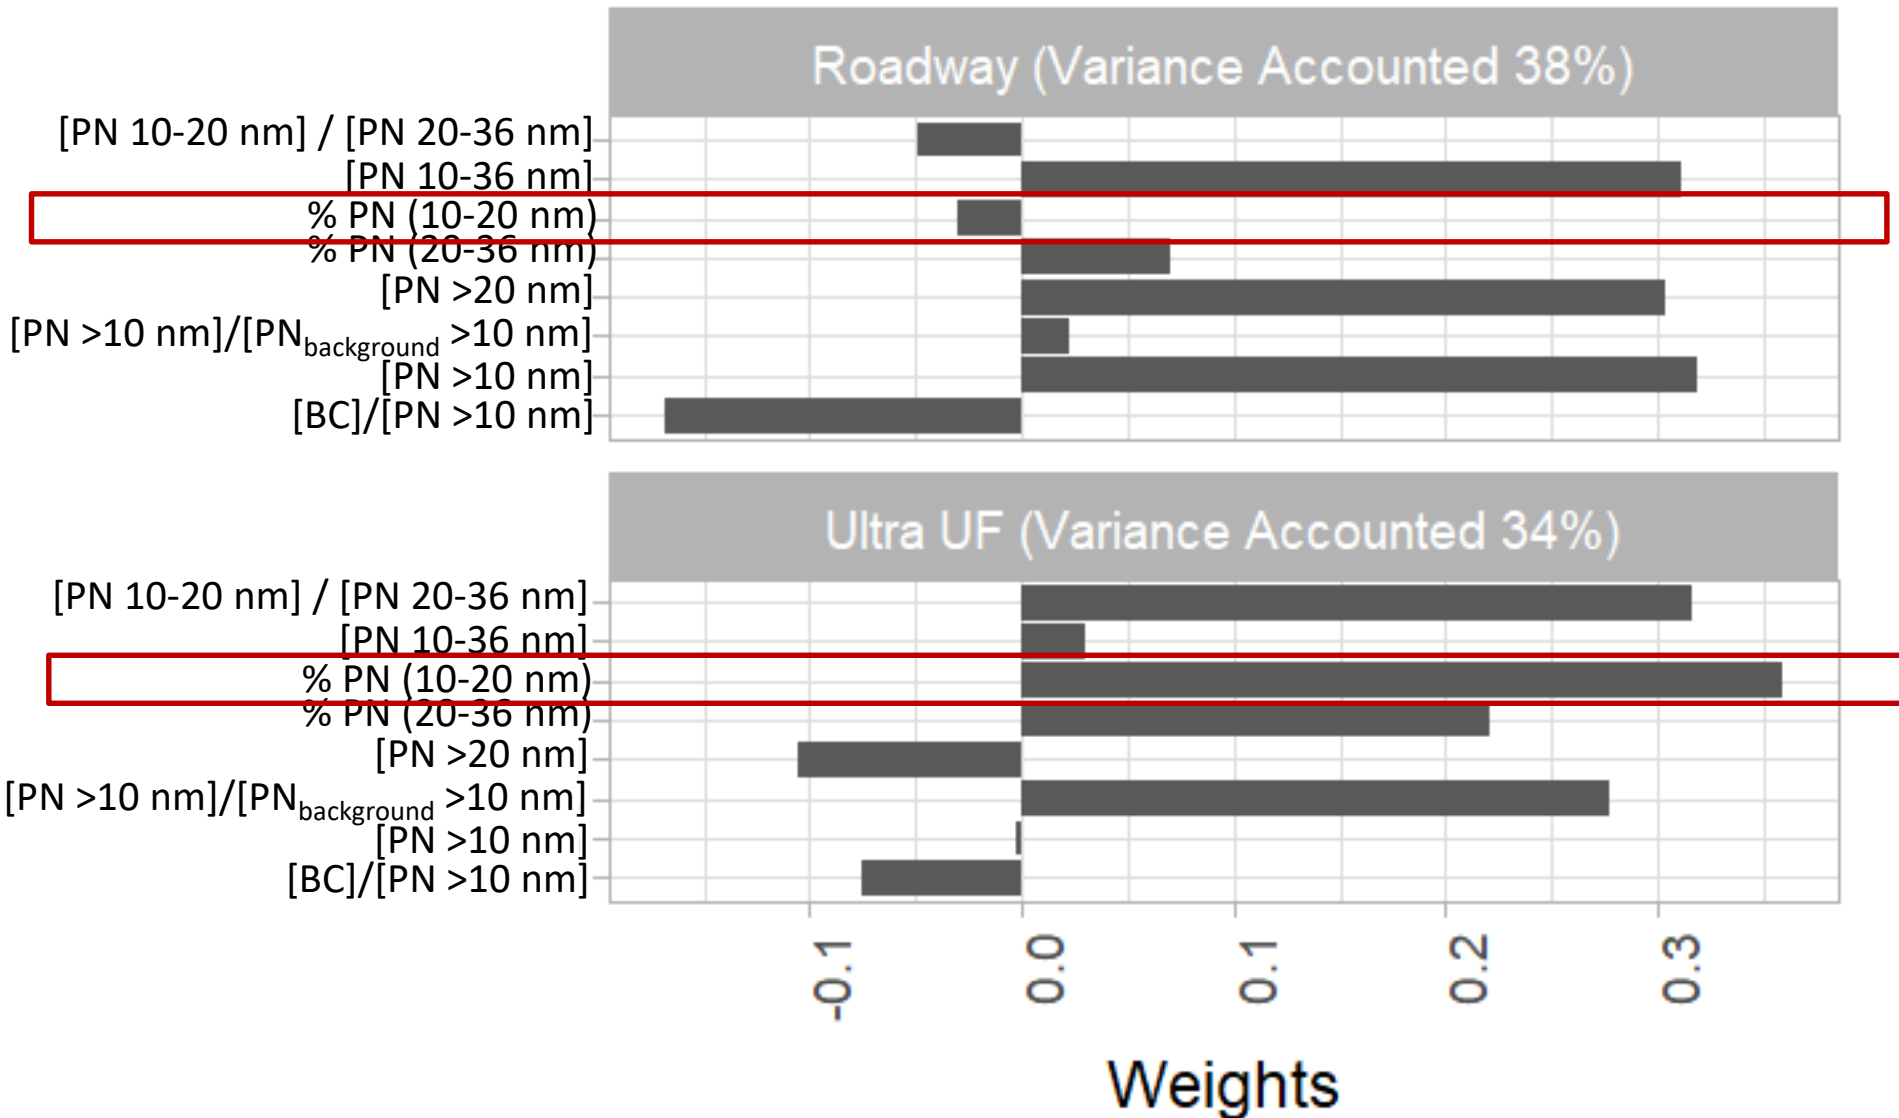 Roadway (Variance Accounted 38%)
[PN 10-20 nm] / [PN 20-36 nm]
[PN 10-36 nm]
% PN (10-20 nm)
% PN (20-36 nm)
[PN >20 nm]
[PN >10 nm]/[PNbackground >10 nm]
[PN >10 nm]
[BC]/[PN >10 nm]
Ultra UF (Variance Accounted 34%)
[PN 10-20 nm] / [PN 20-36 nm]
[PN 10-36 nm]
% PN (10-20 nm)
% PN (20-36 nm)
[PN >20 nm]
[PN >10 nm]/[PNbackground >10 nm]
[PN >10 nm]
[BC]/[PN >10 nm]
-0.1 0.0 0.1 0.2 0.3
Weights